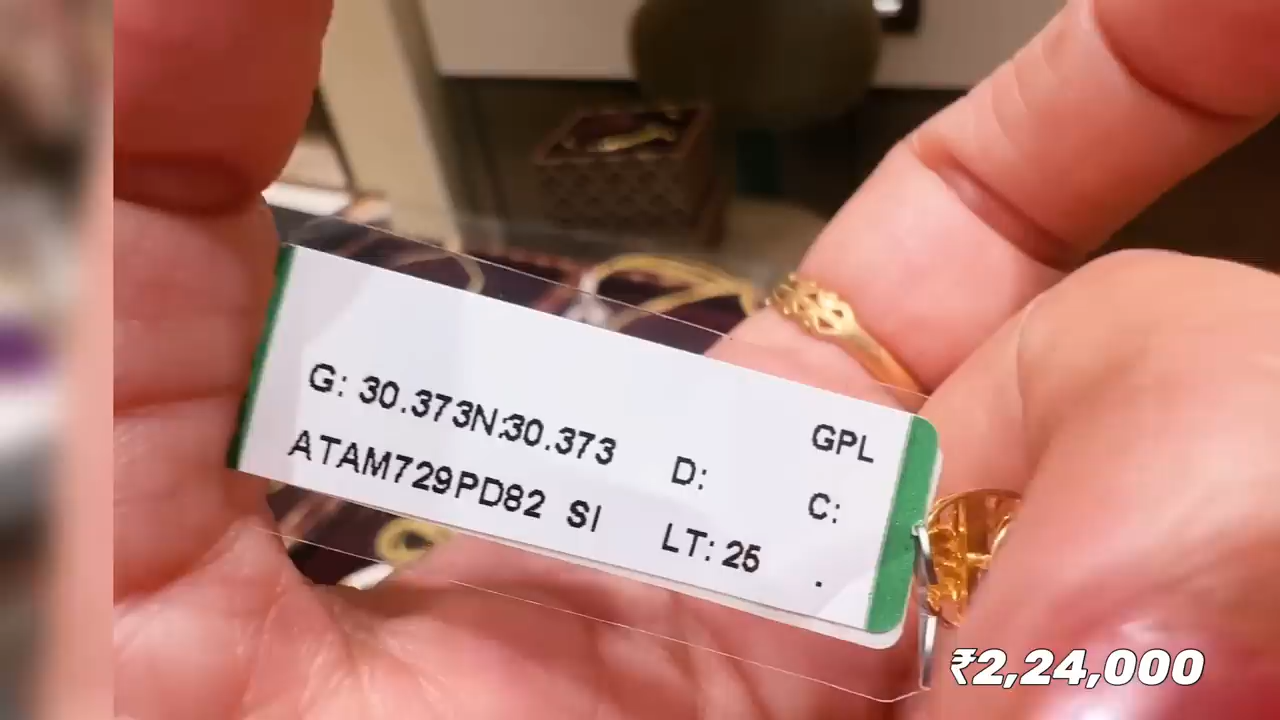 GPL
G: 30.373N:30.373 D: C:
ATAM729PD82 SI LT: 25 .
₹2,24,000